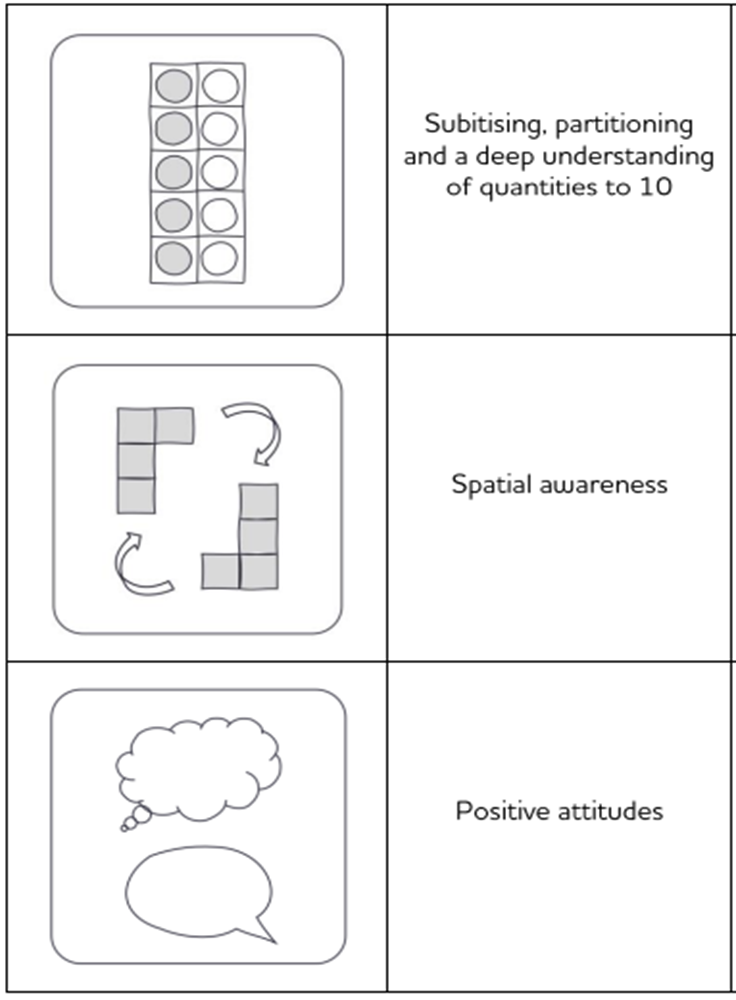 Subitising, partitioning
and a deep understanding
of quantities to 10
Spatial awareness
Positive attitudes